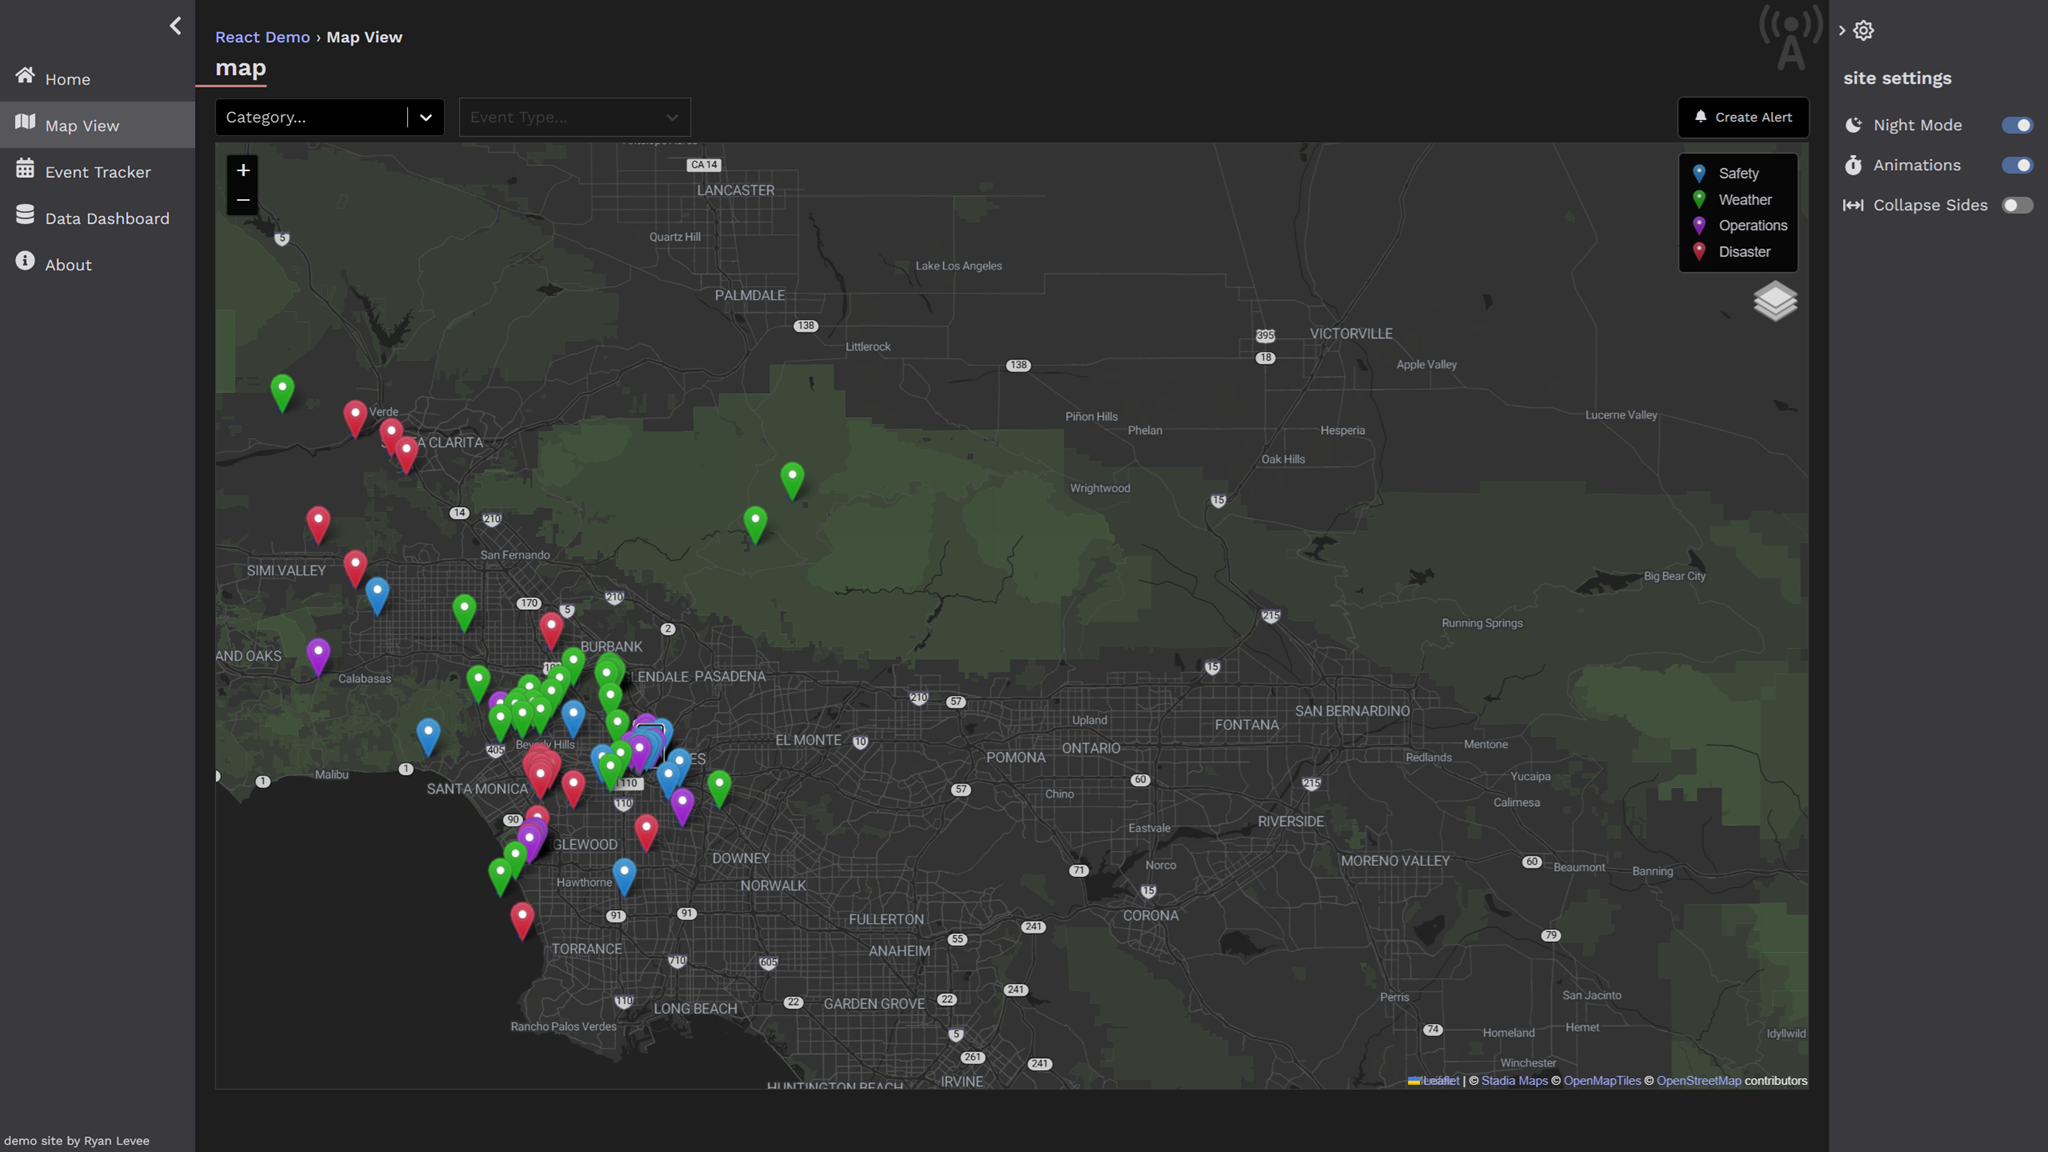 React Demo › Map View
map
Home
Map View
Event Tracker
Data Dashboard
About
demo site by Ryan Levee
Category...
Event Type...
Create Alert
+
−
Safety
Weather
Operations
Disaster
CA 14
LANCASTER
5
Quartz Hill
Lake Los Angeles
PALMDALE
138
395
VICTORVILLE
Littlerock
18
138
Apple Valley
Verde
Piñon Hills
Lucerne Valley
Phelan
Hesperia
A CLARITA
Oak Hills
Wrightwood
15
14
210
San Fernando
SIMI VALLEY
Big Bear City
210
170
5
215
Running Springs
2
BURBANK
AND OAKS
15
Calabasas
LENDALE
PASADENA
210
57
SAN BERNARDINO
Upland
FONTANA
EL MONTE
10
Beverly Hills
405
ONTARIO
Mentone
POMONA
ES
Redlands
1
Malibu
Yucaipa
1
60
110
215
SANTA MONICA
57
Chino
Calimesa
110
90
RIVERSIDE
Eastvale
GLEWOOD
DOWNEY
MORENO VALLEY
60
Norco
Beaumont
71
Banning
Hawthorne
NORWALK
15
91
91
CORONA
FULLERTON
241
79
55
TORRANCE
ANAHEIM
710
605
241
Perris
San Jacinto
110
22
GARDEN GROVE
22
LONG BEACH
Rancho Palos Verdes
74
Homeland
Hemet
Idyllwild
5
261
241
Winchester
IRVINE
HUNTINGTON BEACH
Leaflet | © Stadia Maps © OpenMapTiles © OpenStreetMap contributors
site settings
Night Mode
Animations
Collapse Sides